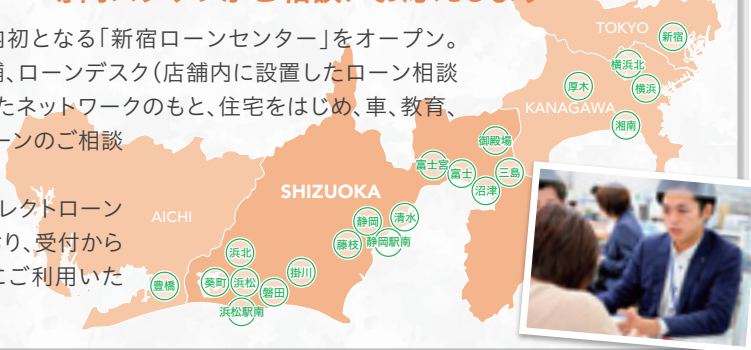 内初となる「新宿ローンセンター」をオープン。
舗、ローンデスク(店舗内に設置したローン相談
たネットワークのもと、住宅をはじめ、車、教育、
ーンのご相談
レクトローン
り、受付から
にご利用いた
TOKYO
新宿
横浜北
横浜
厚木
KANAGAWA
湘南
御殿場
富士宮
富士
三島
沼津
SHIZUOKA
静岡
清水
藤枝
静岡駅南
AICHI
浜北
掛川
豊橋
葵町
浜松
磐田
浜松駅南